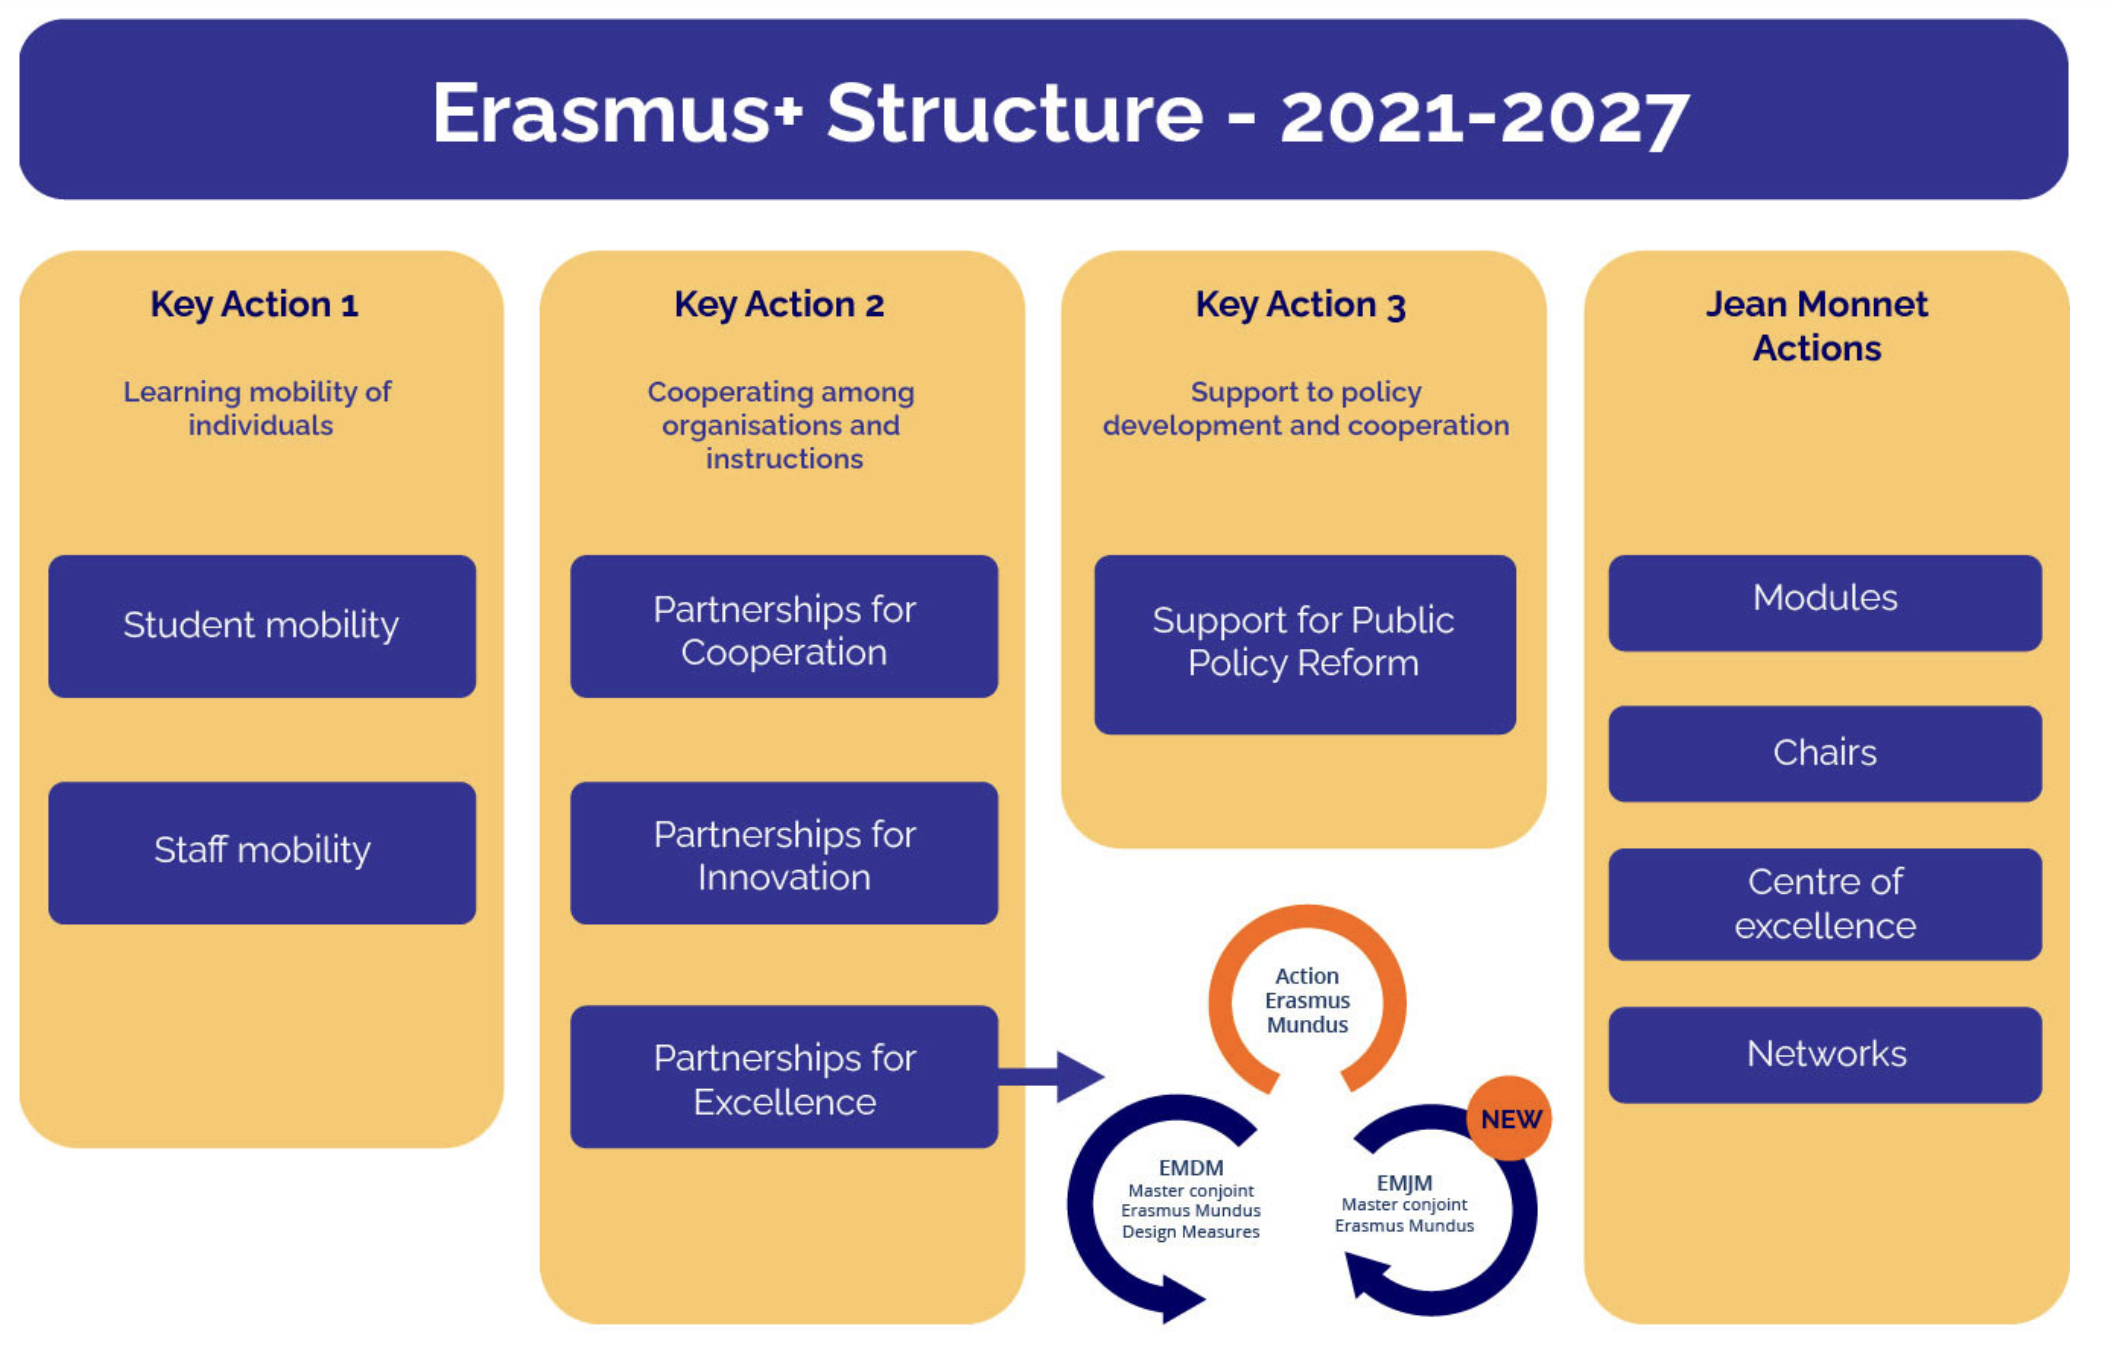 Erasmus+ Structure - 2021-2027
Key Action 1
Learning mobility of
individuals
Student mobility
Staff mobility
Key Action 2
Cooperating among
organisations and
instructions
Partnerships for
Cooperation
Partnerships for
Innovation
Partnerships for
Excellence
Key Action 3
Support to policy
development and cooperation
Support for Public
Policy Reform
Action
Erasmus
Mundus
EMDM
Master conjoint
Erasmus Mundus
Design Measures
NEW
EMJM
Master conjoint
Erasmus Mundus
Jean Monnet
Actions
Modules
Chairs
Centre of
excellence
Networks